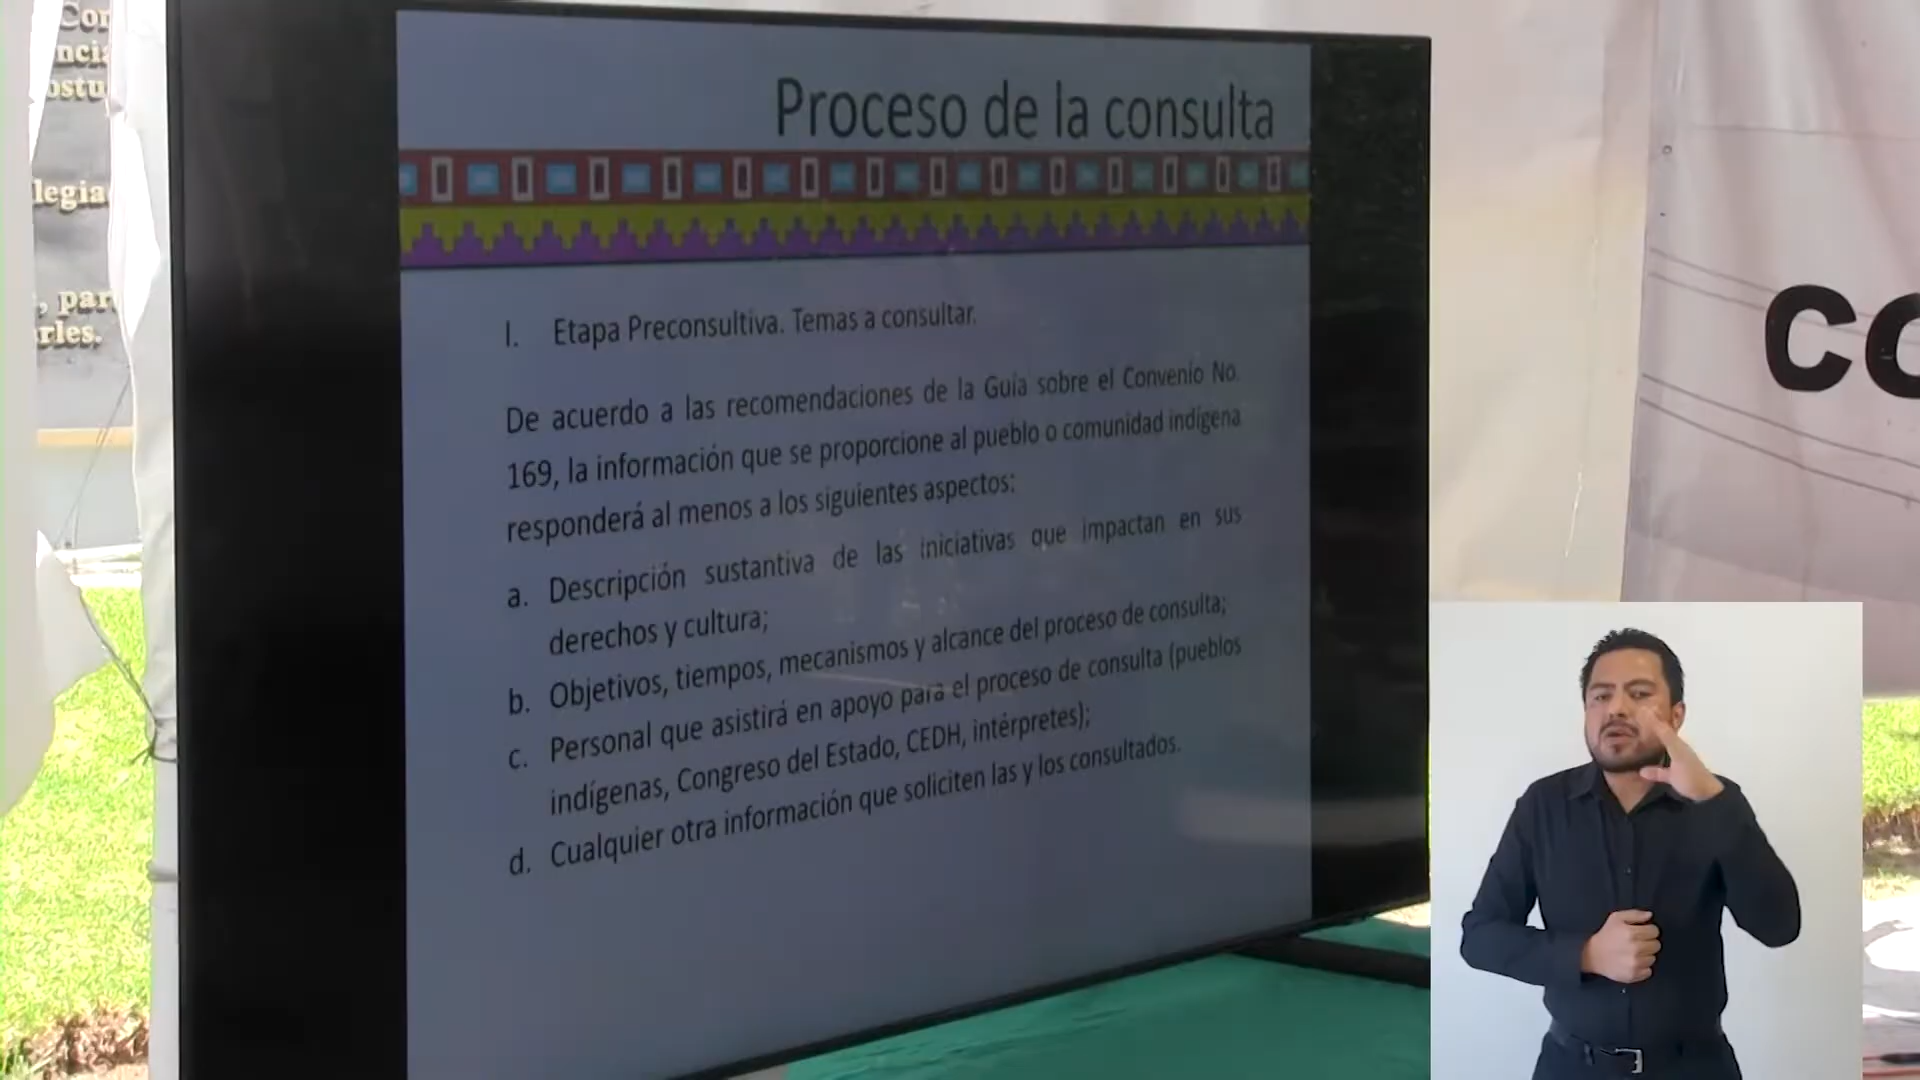 Proceso de la consulta
I. Etapa Preconsultiva. Temas a consultar.
De acuerdo a las recomendaciones de la Guía sobre el Convenio No.
169, la información que se proporcione al pueblo o comunidad indígena
responderá al menos a los siguientes aspectos:
a. Descripción sustantiva de las iniciativas que impactan en sus
derechos y cultura;
b. Objetivos, tiempos, mecanismos y alcance del proceso de consulta;
c. Personal que asistirá en apoyo para el proceso de consulta (pueblos
indígenas, Congreso del Estado, CEDH, intérpretes);
d. Cualquier otra información que soliciten las y los consultados.